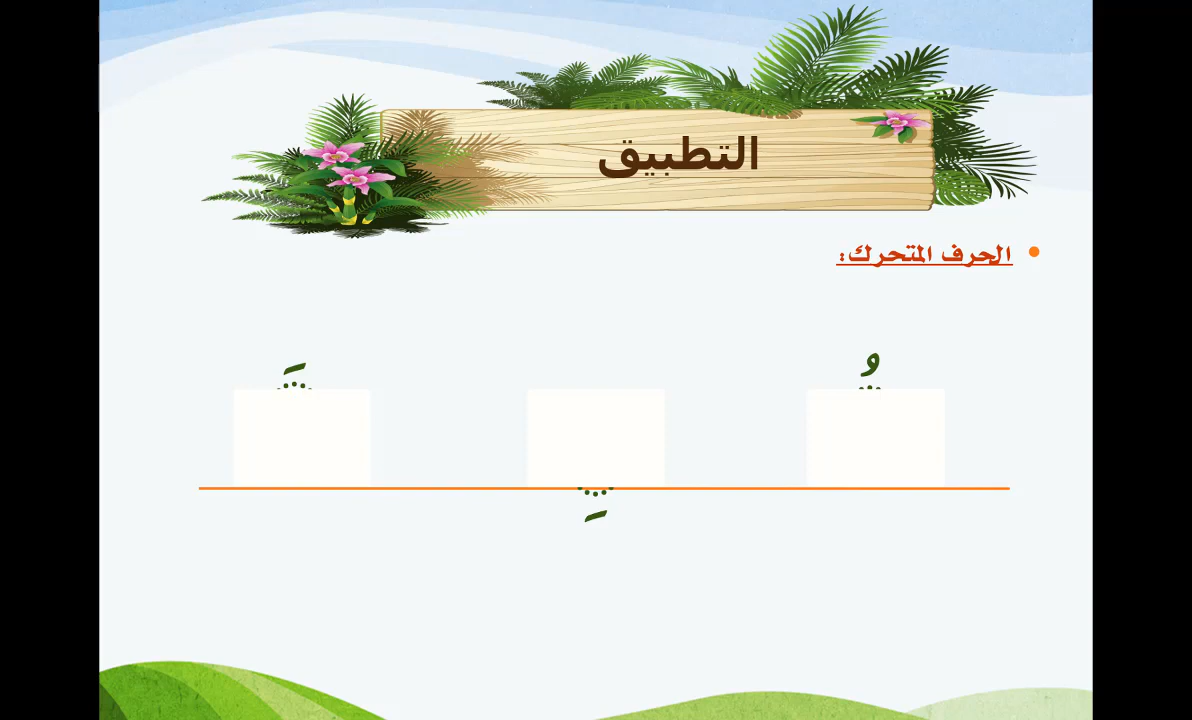 التطبيق
الحرف المتحرك:
ُ َ
ِ